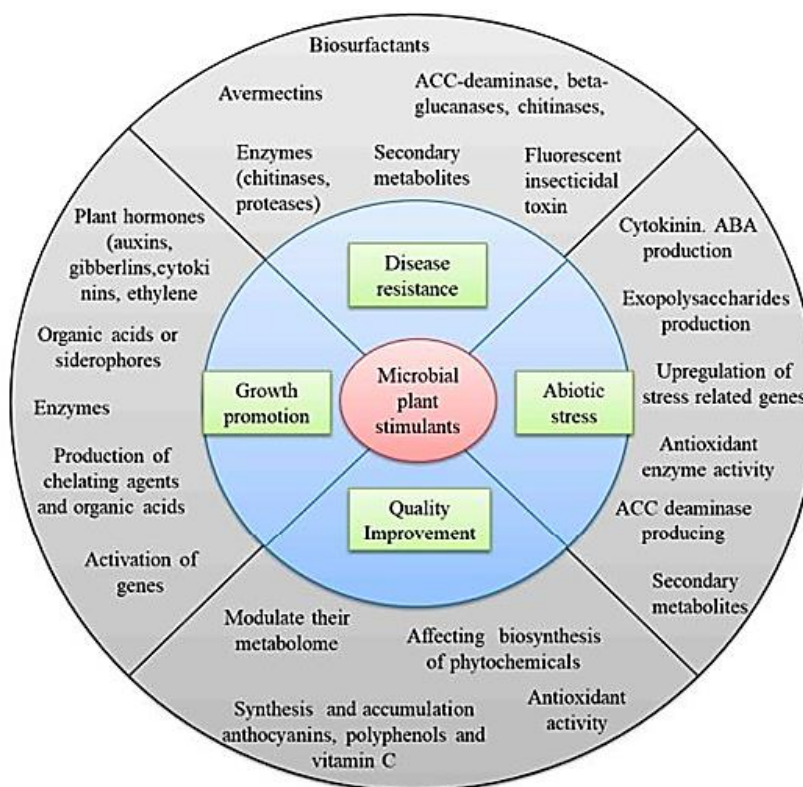 Biosurfactants
Avermectins
ACC-deaminase, beta-
glucanases, chitinases,
Enzymes
(chitinases,
proteases)
Secondary
metabolites
Fluorescent
insecticidal
toxin
Plant hormones
(auxins,
gibberlins,cytoki
nins, ethylene
Organic acids or
siderophores
Enzymes
Production of
chelating agents
and organic acids
Activation of
genes
Disease
resistance
Growth
promotion
Microbial
plant
stimulants
Abiotic
stress
Quality
Improvement
Cytokinin. ABA
production
Exopolysaccharides
production
Upregulation of
stress related genes
Antioxidant
enzyme activity
ACC deaminase
producing
Secondary
metabolites
Modulate their
metabolome
Affecting biosynthesis
of phytochemicals
Synthesis and accumulation
anthocyanins, polyphenols and
vitamin C
Antioxidant
activity